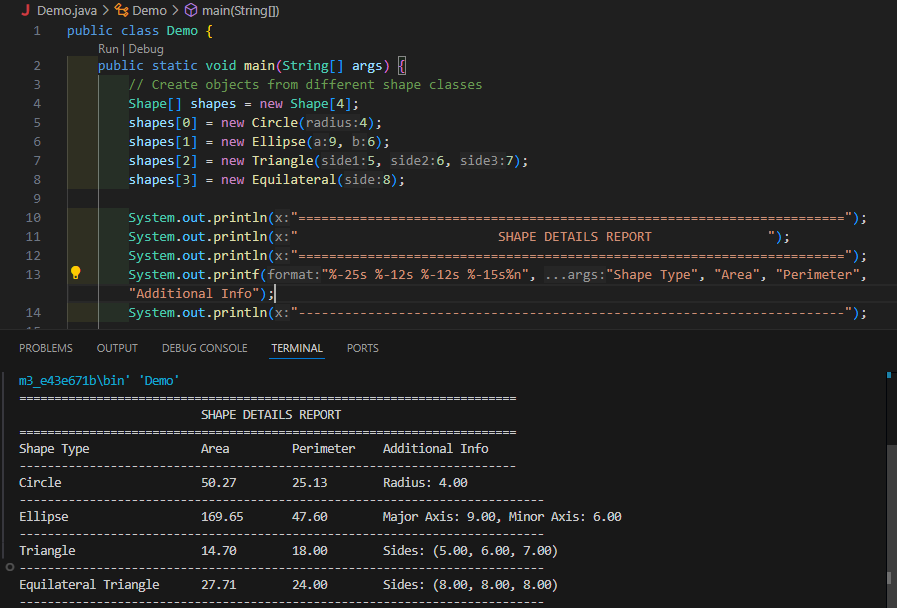 J Demo.java > Demo > main(String[])
1 public class Demo {
Run | Debug
2 public static void main(String[] args) {
3 // Create objects from different shape classes
4 Shape[] shapes = new Shape[4];
5 shapes[0] = new Circle(radius:4);
6 shapes[1] = new Ellipse(a:9, b:6);
7 shapes[2] = new Triangle(side1:5, side2:6, side3:7);
8 shapes[3] = new Equilateral(side:8);
9
10 System.out.println(x:"=======================================================================");
11 System.out.println(x:"                          SHAPE DETAILS REPORT               ");
12 System.out.println(x:"=======================================================================");
13 System.out.printf(format:"%-25s %-12s %-12s %-15s%n", ...args:"Shape Type", "Area", "Perimeter",
"Additional Info");
14 System.out.println(x:"-----------------------------------------------------------------------");
PROBLEMS OUTPUT DEBUG CONSOLE TERMINAL PORTS
m3_e43e671b\bin' 'Demo'
=======================================================================
SHAPE DETAILS REPORT
=======================================================================
Shape Type Area Perimeter Additional Info
-----------------------------------------------------------------------
Circle 50.27 25.13 Radius: 4.00
---------------------------------------------------------------------------
Ellipse 169.65 47.60 Major Axis: 9.00, Minor Axis: 6.00
---------------------------------------------------------------------------
Triangle 14.70 18.00 Sides: (5.00, 6.00, 7.00)
---------------------------------------------------------------------------
Equilateral Triangle 27.71 24.00 Sides: (8.00, 8.00, 8.00)
---------------------------------------------------------------------------